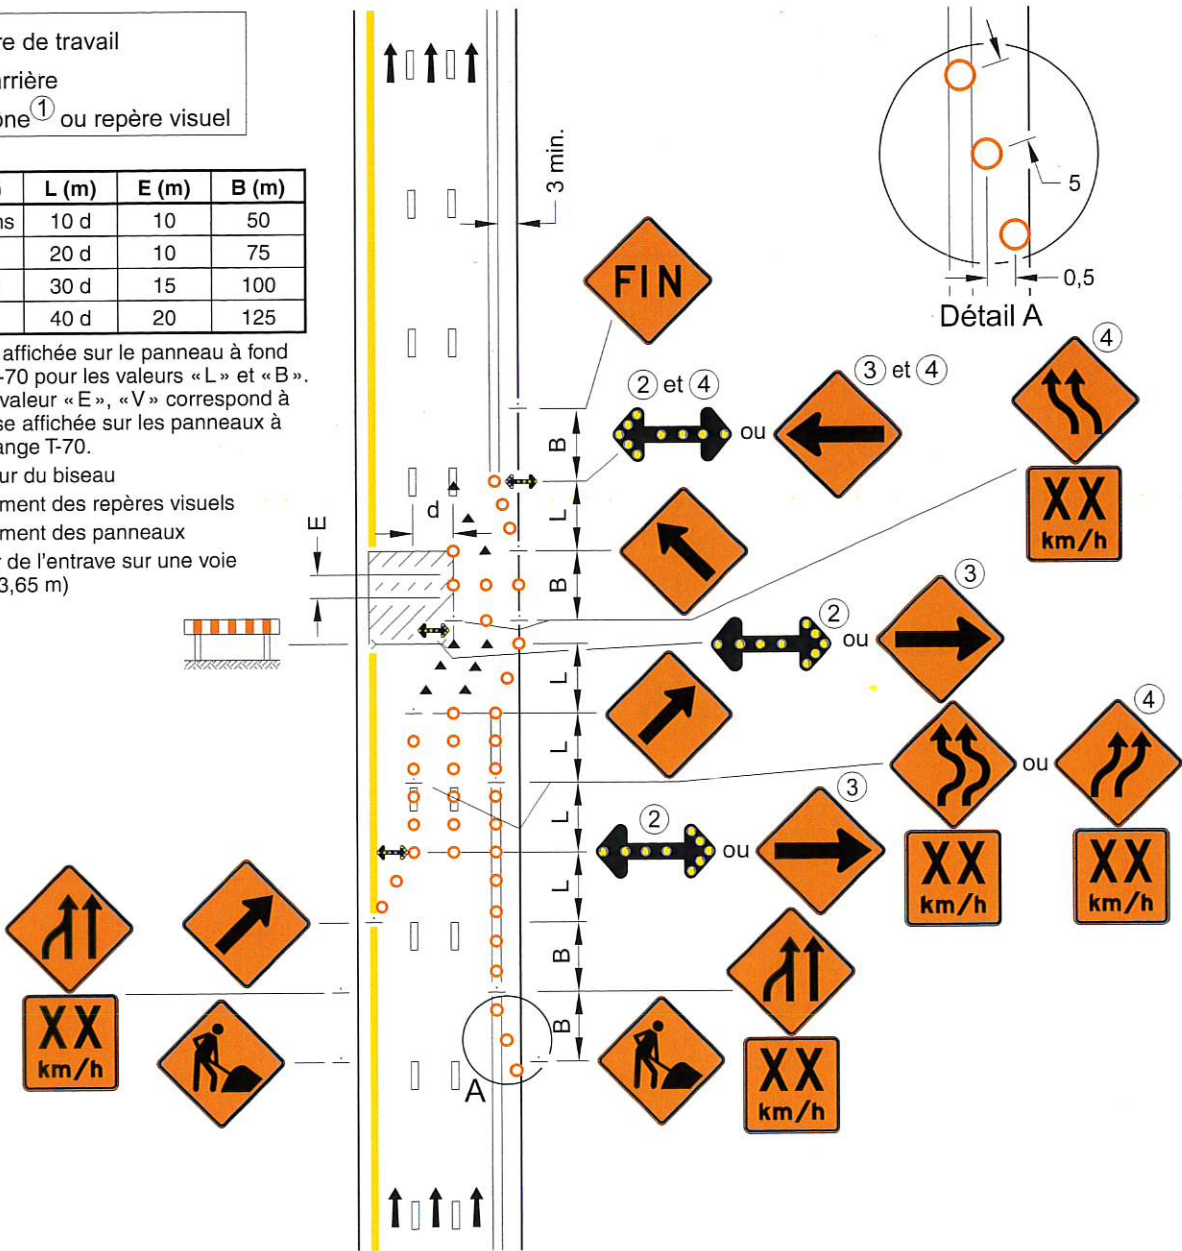 re de travail
arrière
ône ① ou repère visuel
L (m) E (m) B (m)
ns 10 d 10 50
20 d 10 75
30 d 15 100
40 d 20 125
affichée sur le panneau à fond
-70 pour les valeurs « L » et « B ».
valeur « E », « V » correspond à
se affichée sur les panneaux à
ange T-70.
ur du biseau
ment des repères visuels
ment des panneaux
r de l'entrave sur une voie
3,65 m)
3 min.
5
0,5
Détail A
FIN
② et ④
ou
③ et ④
④
XX
km/h
B
L
d
E
B
②
ou
③
L
L
ou
④
XX
km/h
XX
km/h
②
ou
③
L
L
B
XX
km/h
B
A
XX
km/h